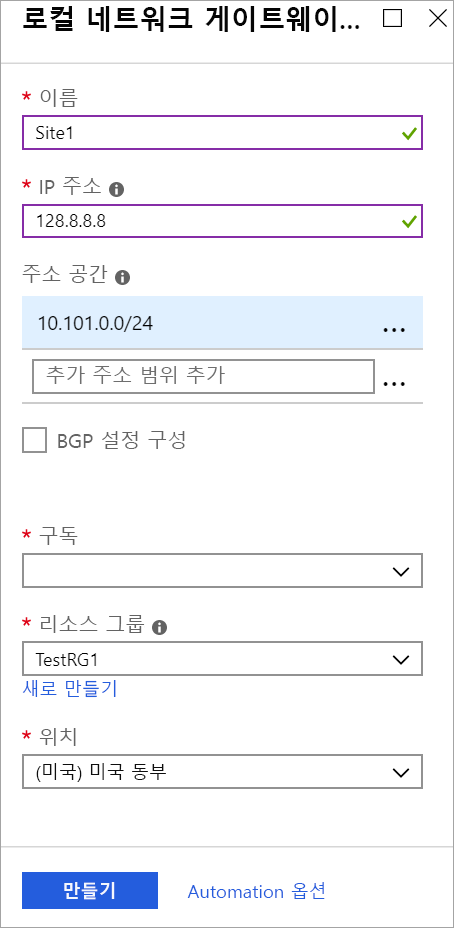 로컬 네트워크 게이트웨이...
* 이름
Site1
* IP 주소
128.8.8.8
주소 공간
10.101.0.0/24 ...
추가 주소 범위 추가 ...
BGP 설정 구성
* 구독
* 리소스 그룹
TestRG1
새로 만들기
* 위치
(미국) 미국 동부
만들기 Automation 옵션